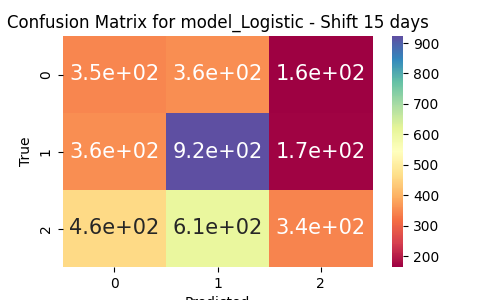 Confusion Matrix for model_Logistic - Shift 15 days
0 3.5e+02 3.6e+02 1.6e+02
1 3.6e+02 9.2e+02 1.7e+02
2 4.6e+02 6.1e+02 3.4e+02
True
0 1 2
Predicted
900
800
700
600
500
400
300
200